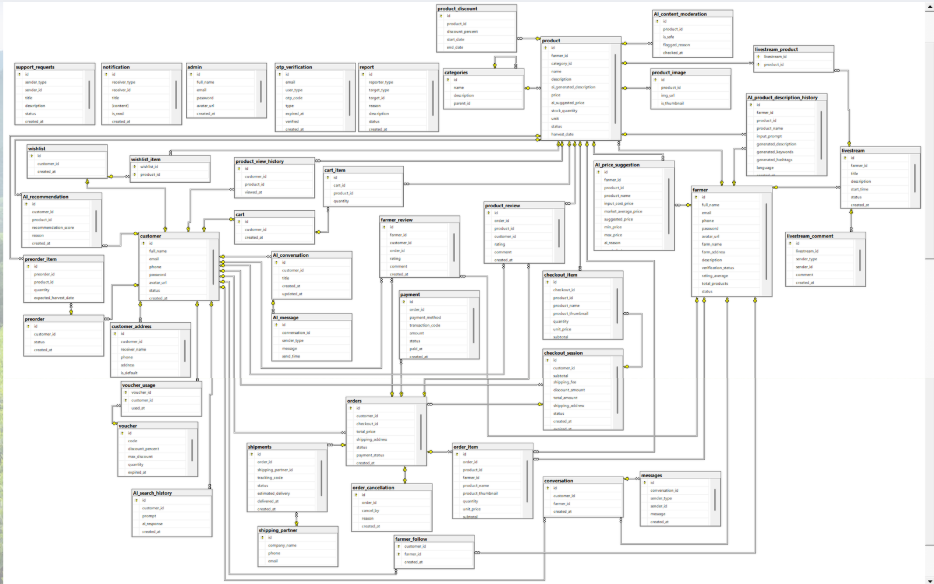 product_discount
id
product_id
discount_percent
start_date
end_date
product
id
farmer_id
category_id
name
description
ai_generated_description
price
ai_suggested_price
stock_quantity
unit
status
harvest_date
AI_content_moderation
id
product_id
is_safe
flagged_reason
checked_at
livestream_product
livestream_id
product_id
support_requests
id
sender_type
sender_id
title
description
status
created_at
notification
id
receiver_type
receiver_id
title
[content]
is_read
created_at
admin
id
full_name
email
password
avatar_url
created_at
otp_verification
id
email
user_type
otp_code
type
expired_at
verified
created_at
report
id
reporter_type
target_type
target_id
reason
description
status
created_at
categories
id
name
description
parent_id
product_image
id
product_id
img_url
is_thumbnail
AI_product_description_history
id
farmer_id
product_id
product_name
input_prompt
generated_description
generated_keywords
generated_hashtags
language
wishlist
id
customer_id
created_at
wishlist_item
wishlist_id
product_id
product_view_history
id
customer_id
product_id
viewed_at
cart_item
id
cart_id
product_id
quantity
AI_price_suggestion
id
farmer_id
product_id
product_name
input_cost_price
market_average_price
suggested_price
min_price
max_price
ai_reason
livestream
id
farmer_id
title
description
start_time
status
created_at
farmer
id
full_name
email
phone
password
avatar_url
farm_name
farm_address
description
verification_status
rating_average
total_products
status
AI_recommendation
id
customer_id
product_id
recommendation_score
reason
created_at
cart
id
customer_id
created_at
farmer_review
id
farmer_id
customer_id
order_id
rating
comment
created_at
product_review
id
order_id
product_id
customer_id
rating
comment
created_at
customer
id
full_name
email
phone
password
avatar_url
status
created_at
livestream_comment
id
livestream_id
sender_type
sender_id
comment
created_at
preorder_item
id
preorder_id
product_id
quantity
expected_harvest_date
AI_conversation
id
customer_id
title
created_at
updated_at
checkout_item
id
checkout_id
product_id
product_name
product_thumbnail
quantity
unit_price
subtotal
payment
id
order_id
payment_method
transaction_code
amount
status
paid_at
created_at
preorder
id
customer_id
status
created_at
customer_address
id
customer_id
receiver_name
phone
address
is_default
AI_message
id
conversation_id
sender_type
message
send_time
checkout_session
id
customer_id
subtotal
shipping_fee
discount_amount
total_amount
shipping_address
status
created_at
voucher_usage
voucher_id
customer_id
used_at
orders
id
customer_id
checkout_id
total_price
shipping_address
status
payment_status
created_at
voucher
id
code
discount_percent
max_discount
quantity
expired_at
shipments
id
order_id
shipping_partner_id
tracking_code
status
estimated_delivery
delivered_at
created_at
order_item
id
order_id
product_id
farmer_id
product_name
product_thumbnail
quantity
unit_price
subtotal
order_cancellation
id
order_id
cancel_by
reason
created_at
conversation
id
customer_id
farmer_id
created_at
messages
id
conversation_id
sender_type
sender_id
message
created_at
AI_search_history
id
customer_id
prompt
ai_response
created_at
shipping_partner
id
company_name
phone
email
farmer_follow
customer_id
farmer_id
created_at